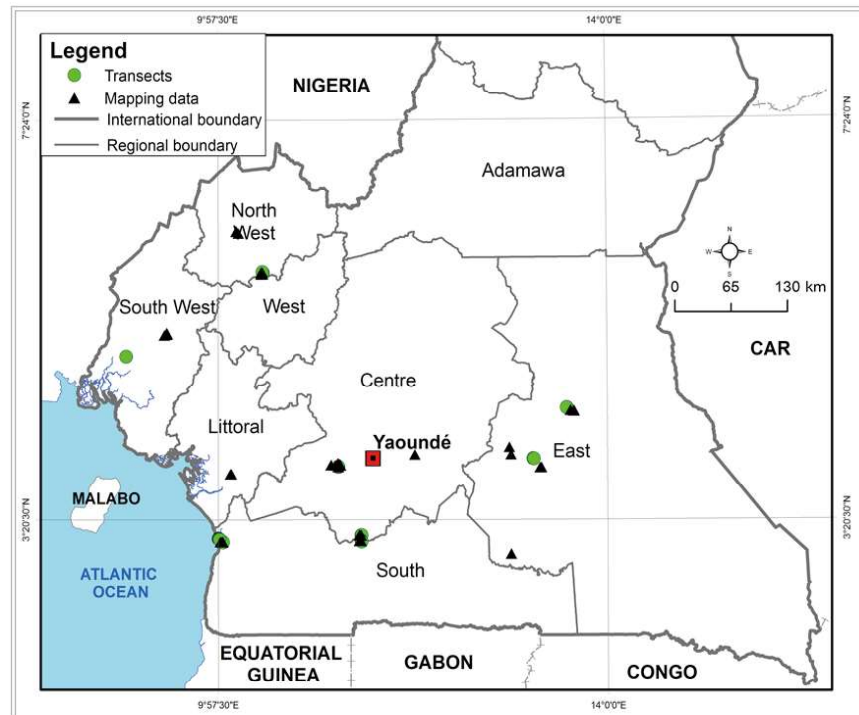 9°57'30"E
14°0'0"E
Legend
Transects
Mapping data
International boundary
Regional boundary
NIGERIA
7°24'0"N
7°24'0"N
Adamawa
North
West
N
W
E
S
0
65
130 km
West
South West
CAR
Centre
Littoral
Yaoundé
East
MALABO
3°20'30"N
3°20'30"N
ATLANTIC
OCEAN
South
EQUATORIAL
GUINEA
GABON
CONGO
9°57'30"E
14°0'0"E